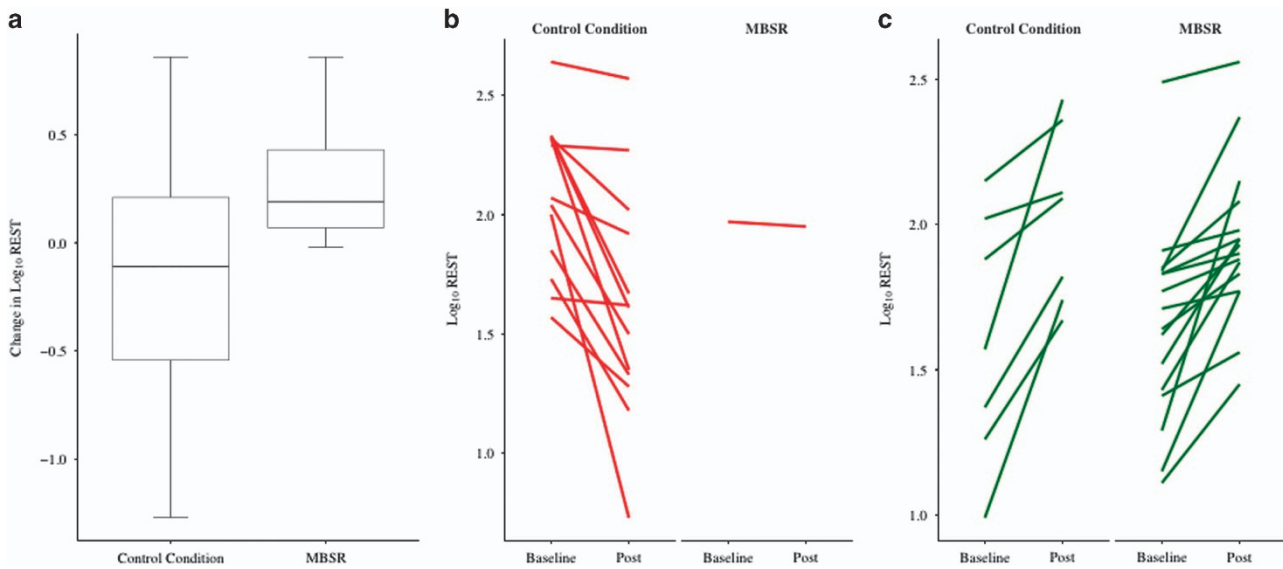 a
Change in Log10 REST
0.5
0.0
−0.5
−1.0
Control Condition
MBSR
b
Control Condition
MBSR
Log10 REST
2.5
2.0
1.5
1.0
Baseline
Post
Baseline
Post
c
Control Condition
MBSR
Log10 REST
2.5
2.0
1.5
1.0
Baseline
Post
Baseline
Post